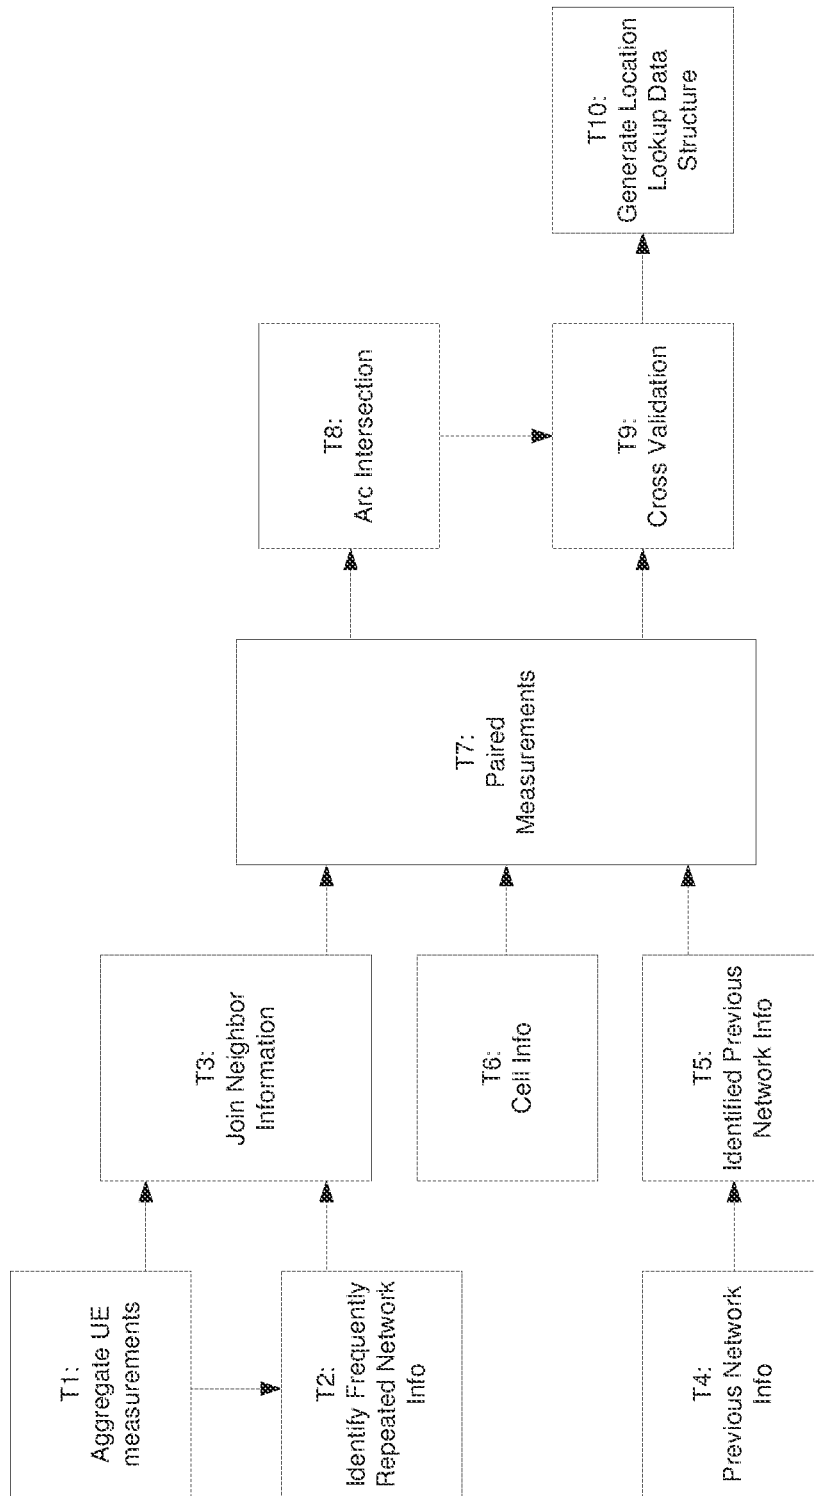 T1:
Aggregate UE
measurements
T2:
Identify Frequently
Repeated Network
Info
T3:
Join Neighbor
Information
T4:
Previous Network
Info
T5:
Identified Previous
Network Info
T6:
Cell Info
T7:
Paired
Measurements
T8:
Arc Intersection
T9:
Cross Validation
T10:
Generate Location
Lookup Data
Structure